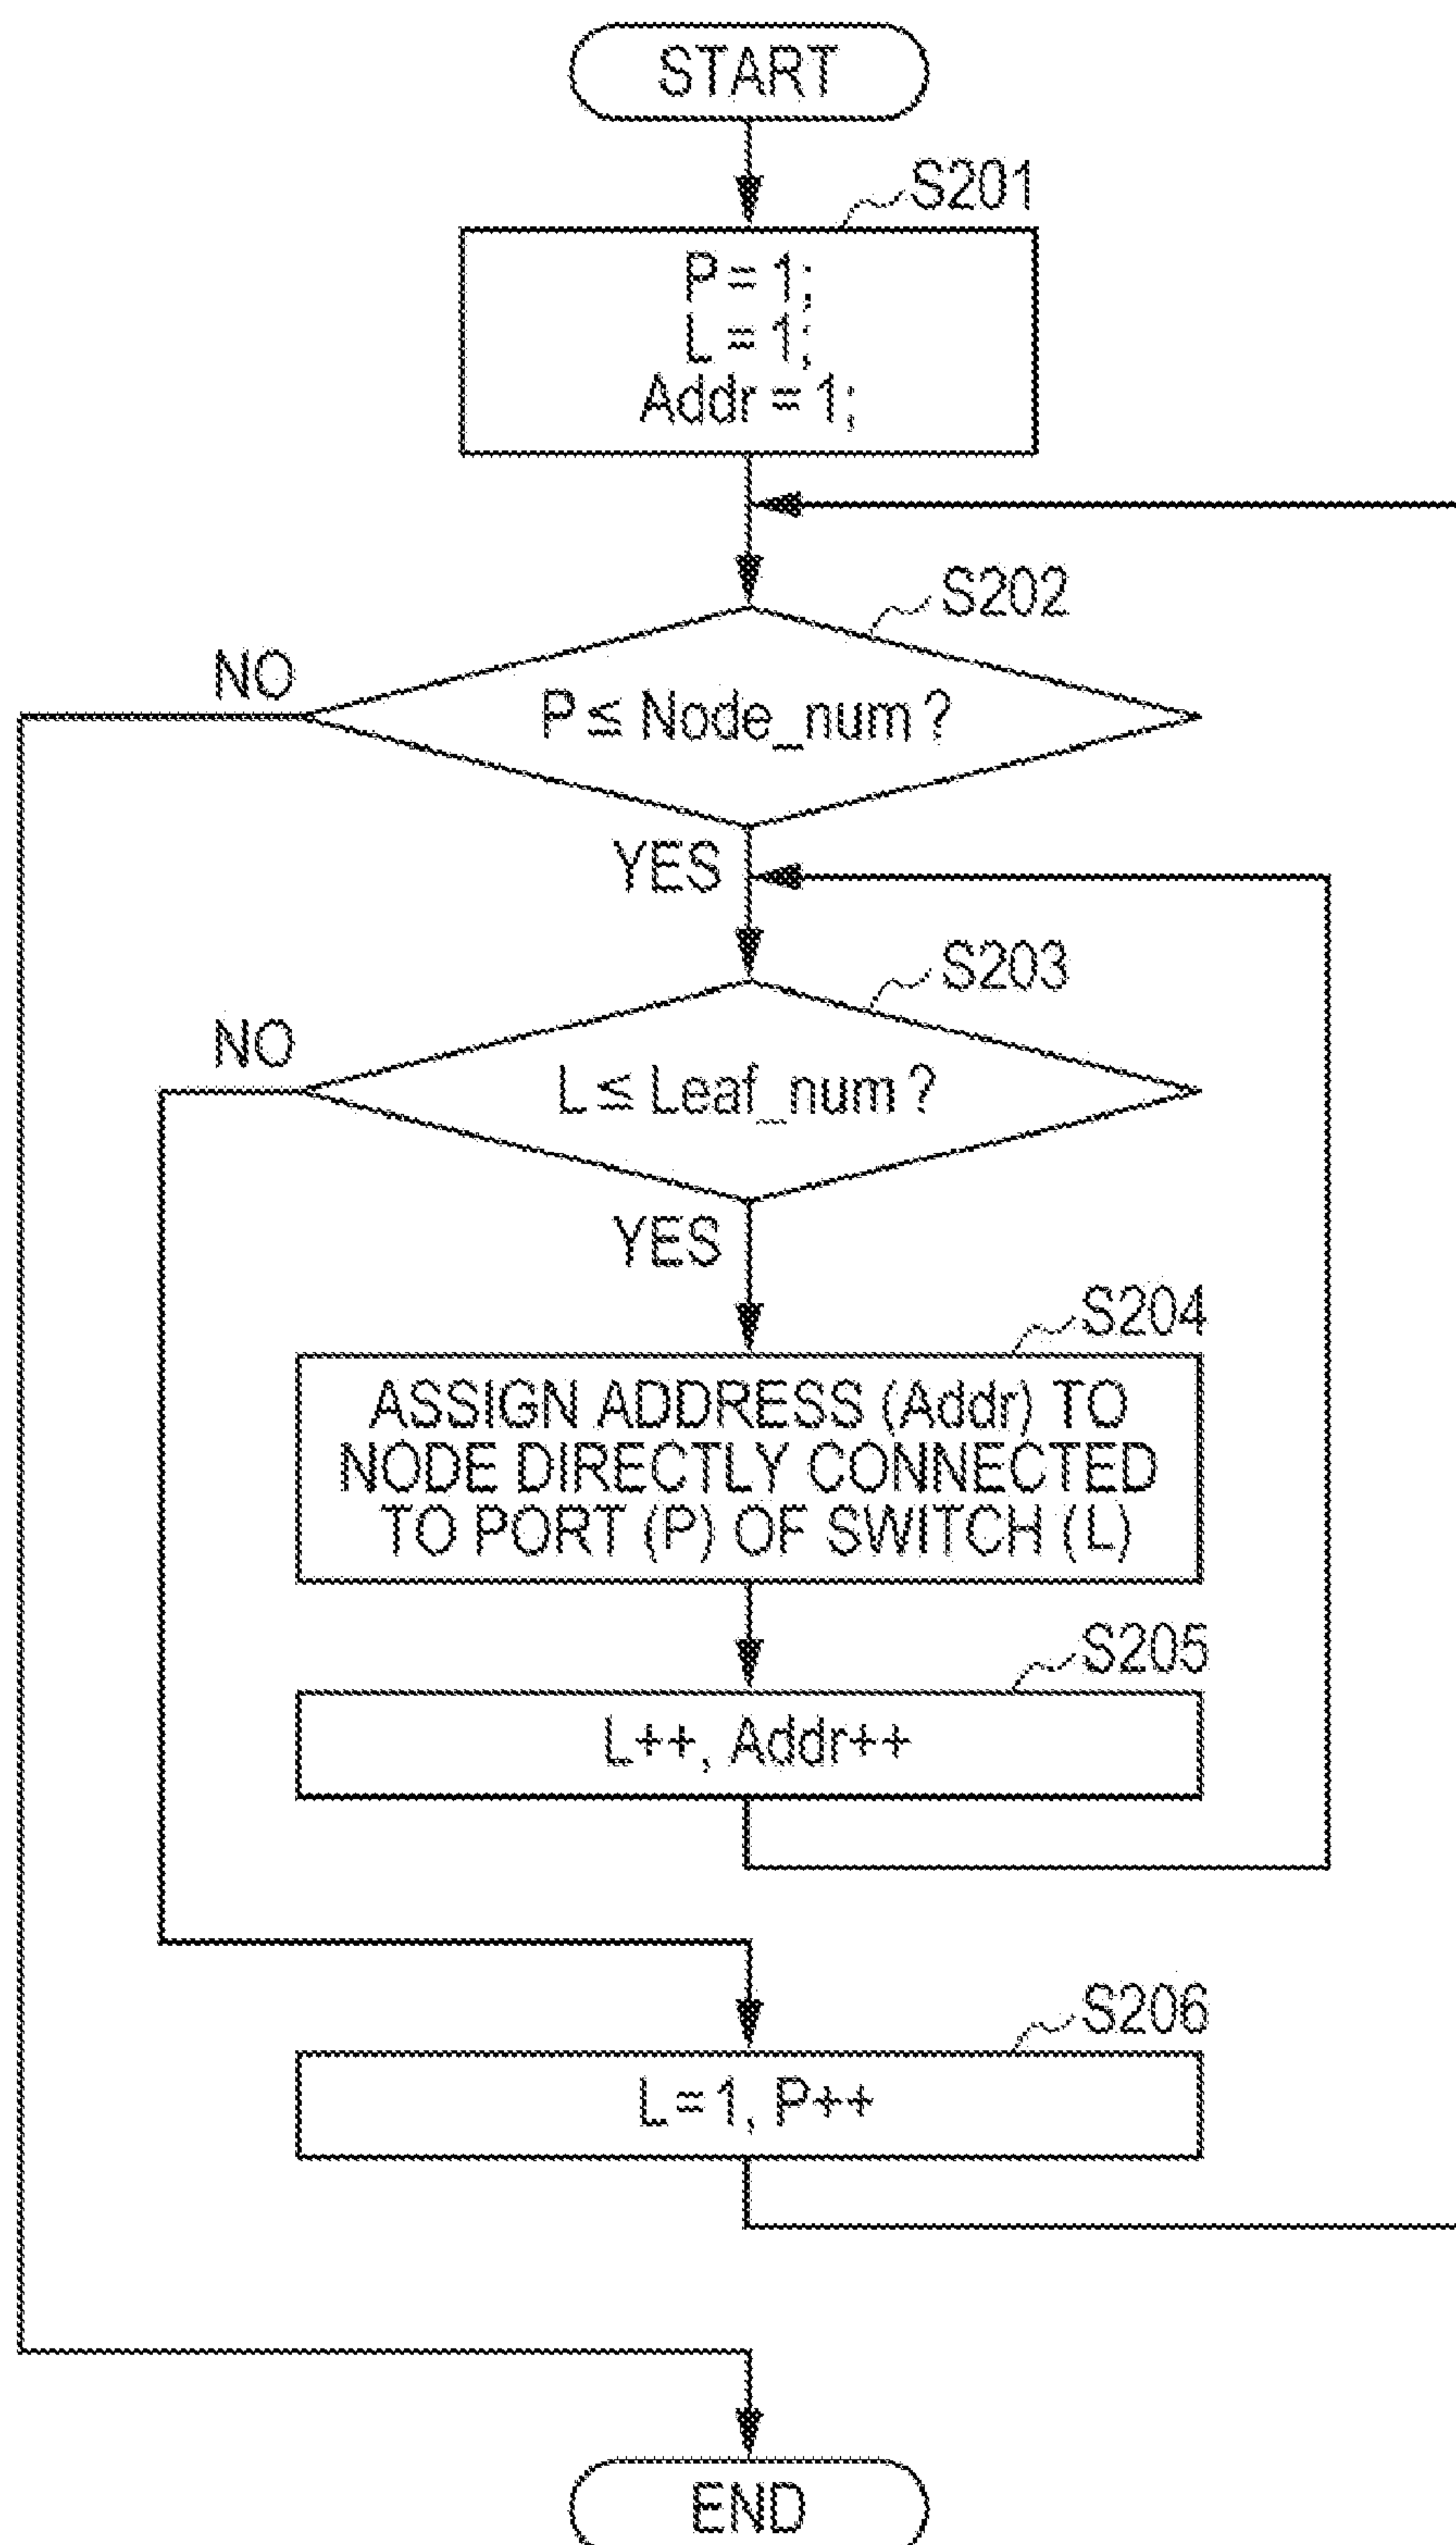 START
S201
P = 1;
L = 1;
Addr = 1;
S202
NO
P ≦ Node_num ?
YES
S203
NO
L ≦ Leaf_num ?
YES
S204
ASSIGN ADDRESS (Addr) TO
NODE DIRECTLY CONNECTED
TO PORT (P) OF SWITCH (L)
S205
L++, Addr++
S206
L = 1, P++
END